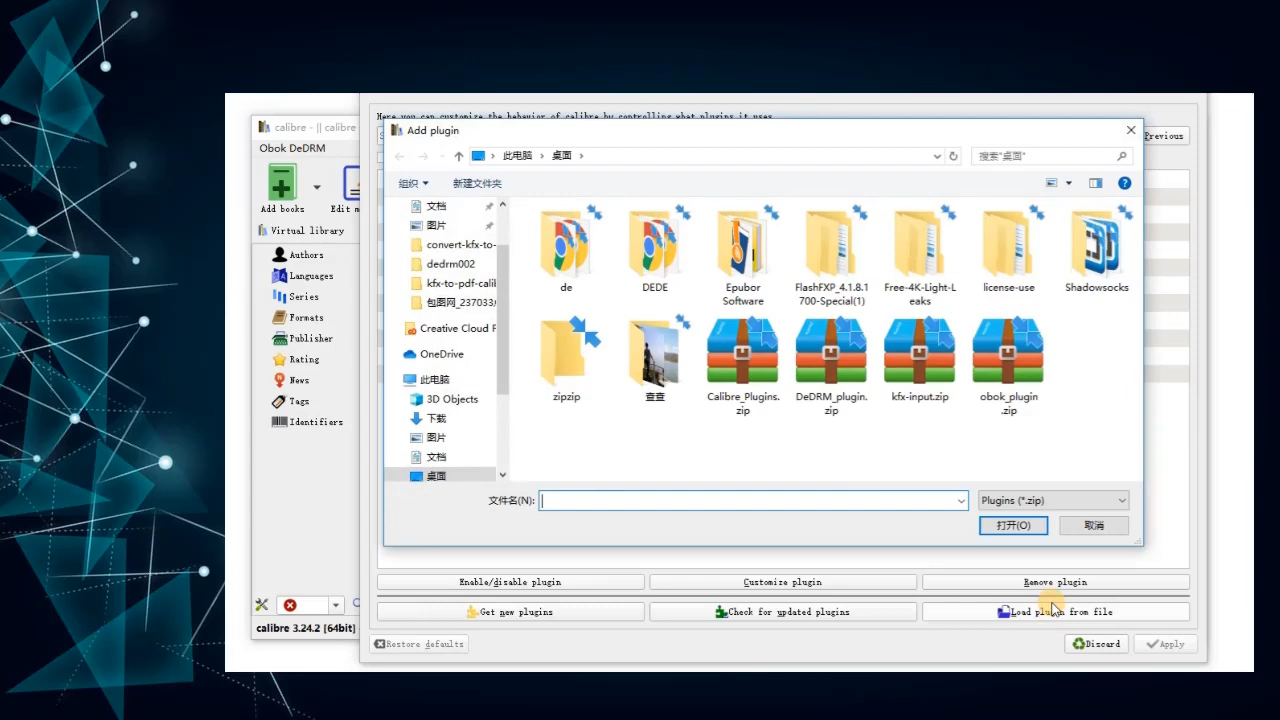 Here you can customize the behavior of calibre by controlling what plugins it uses.
calibre - || calibre
Add plugin
Obok DeDRM
Previous
此电脑
桌面
搜索"桌面"
组织
新建文件夹
Add books
Virtual library
Authors
Languages
Series
Formats
Publisher
Rating
News
Tags
Identifiers
文档
图片
convert-kfx-to-
dedrm002
kfx-to-pdf-cali
包图网_237033
Creative Cloud F
OneDrive
此电脑
3D Objects
下载
图片
文档
桌面
de
DEDE
Epubor
Software
FlashFXP_4.1.8.1
700-Special(1)
Free-4K-Light-L
eaks
license-use
Shadowsocks
zipzip
查查
Calibre_Plugins.
zip
DeDRM_plugin.
zip
kfx-input.zip
obok_plugin
.zip
文件名(N):
Plugins (*.zip)
打开(O)
取消
Enable/disable plugin
Customize plugin
Remove plugin
Get new plugins
Check for updated plugins
Load plugin from file
calibre 3.24.2 [64bit]
Restore defaults
Discard
Apply